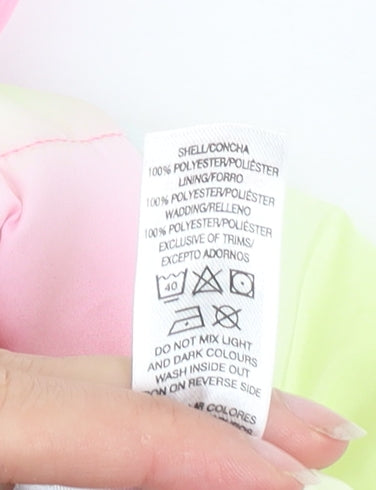 SHELL/CONCHA
100% POLYESTER/POLIÉSTER
LINING/FORRO
100% POLYESTER/POLIÉSTER
WADDING/RELLENO
100% POLYESTER/POLIÉSTER
EXCLUSIVE OF TRIMS/
EXCEPTO ADORNOS
40
DO NOT MIX LIGHT
AND DARK COLOURS
WASH INSIDE OUT
ON REVERSE SIDE
COLORES